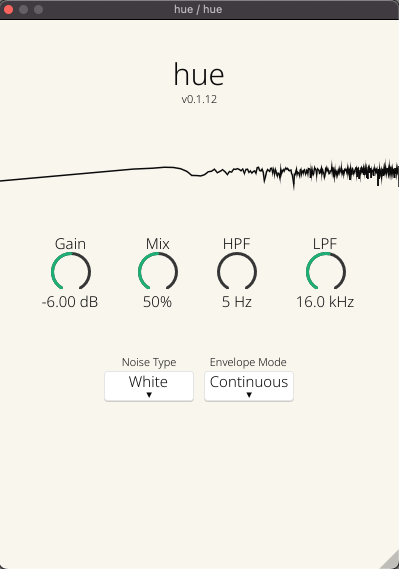 hue / hue
hue
v0.1.12
Gain Mix HPF LPF
-6.00 dB 50% 5 Hz 16.0 kHz
Noise Type Envelope Mode
White Continuous